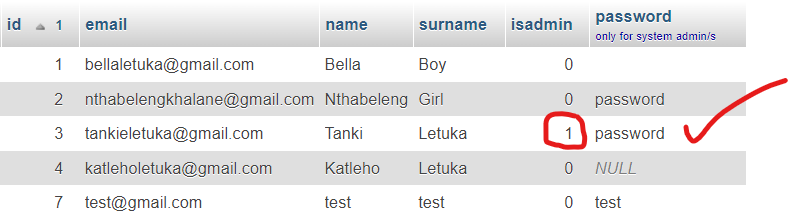 id 1 email name surname isadmin password
only for system admin/s
1 bellaletuka@gmail.com Bella Boy 0
2 nthabelengkhalane@gmail.com Nthabeleng Girl 0 password
3 tankieletuka@gmail.com Tanki Letuka 1 password
4 katleholetuka@gmail.com Katleho Letuka 0 NULL
7 test@gmail.com test test 0 test